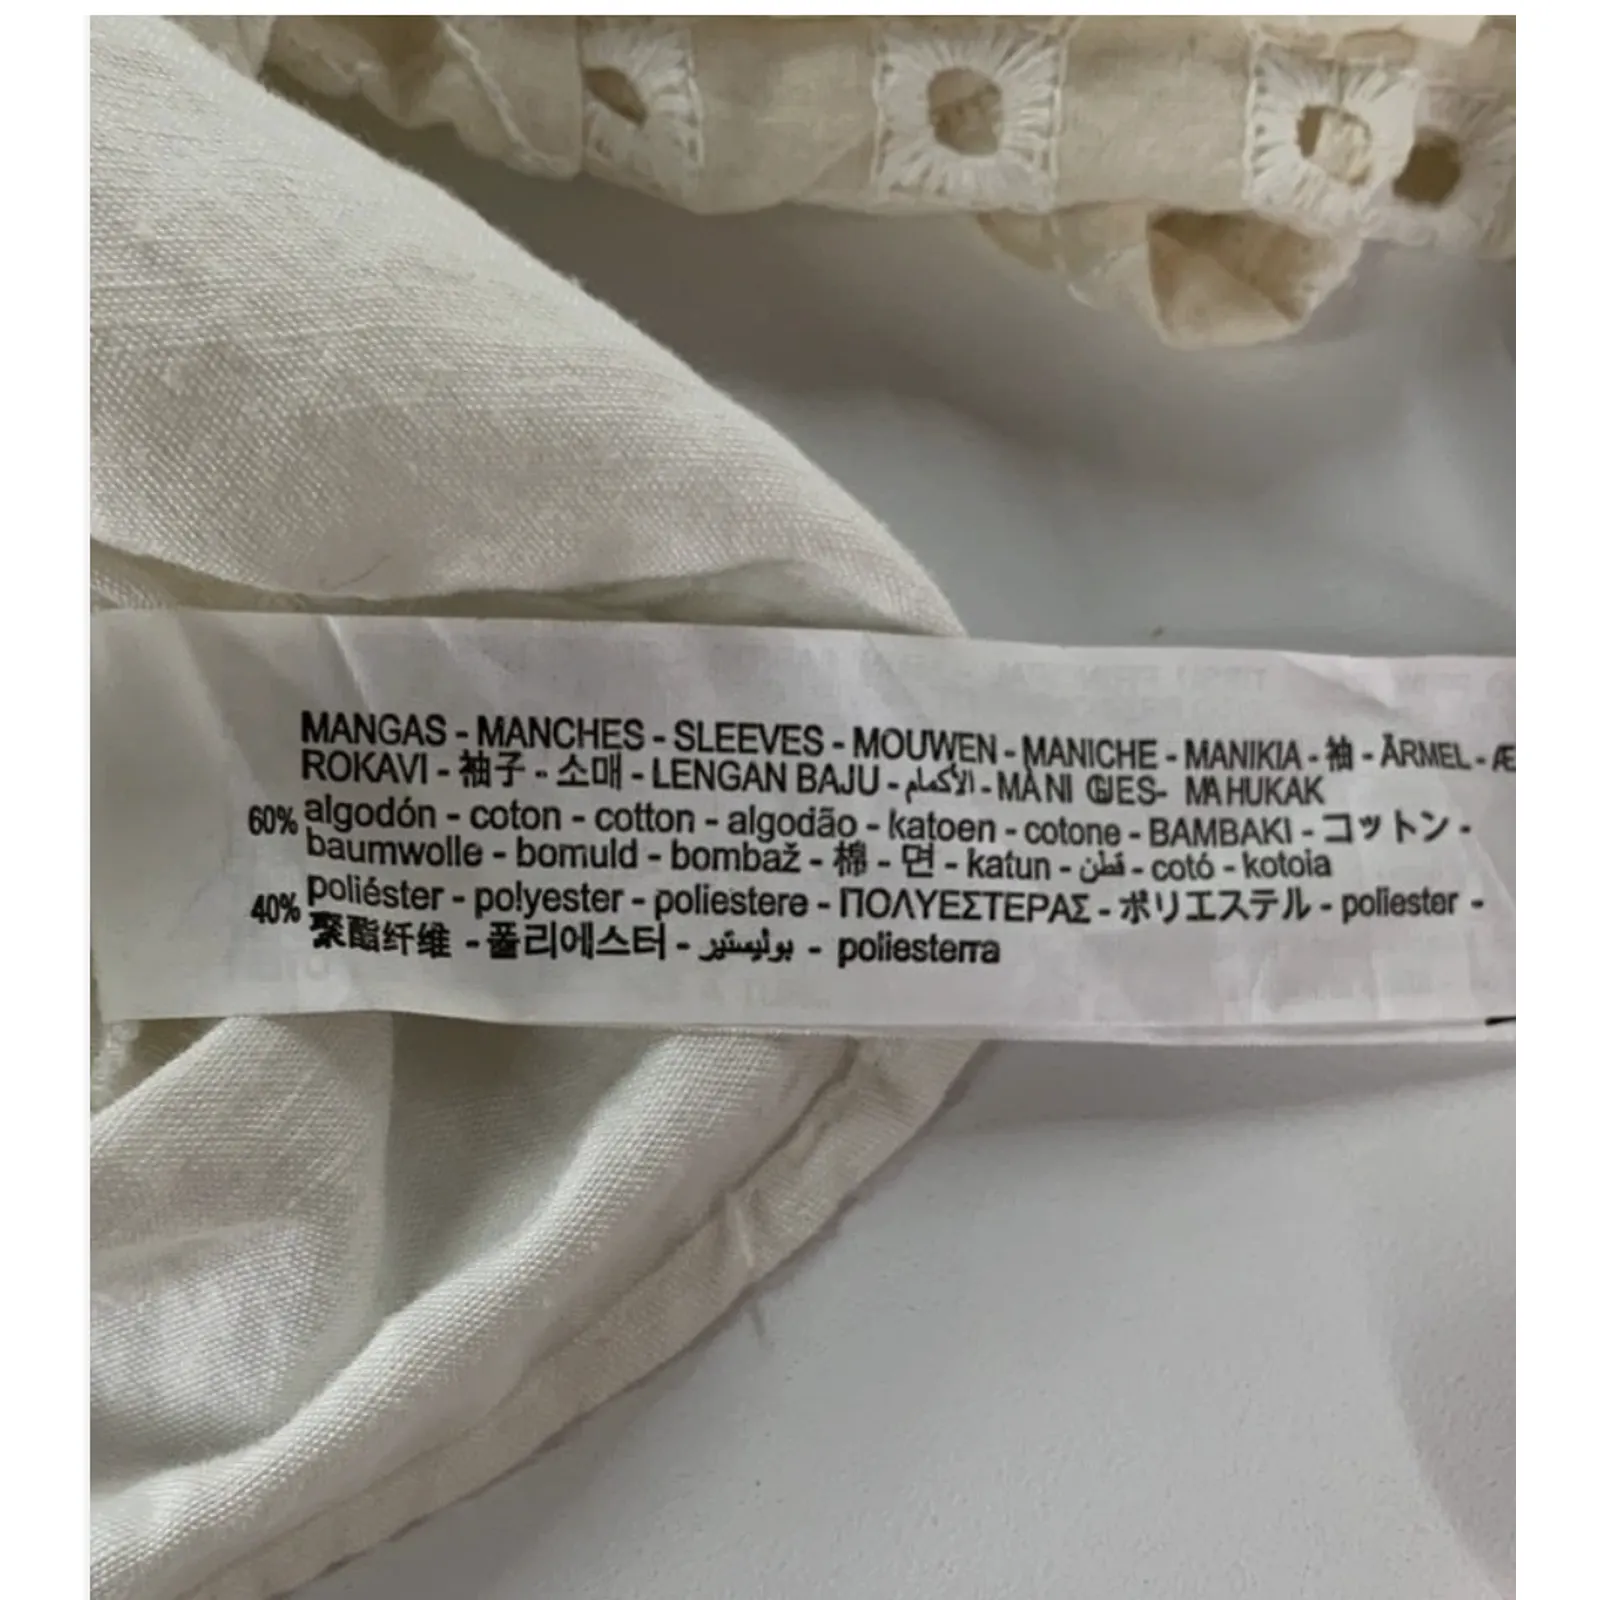 MANGAS - MANCHES - SLEEVES - MOUWEN - MANICHE - MANIKIA - 袖 - ÄRMEL - Æ
ROKAVI - 袖子 - 소매 - LENGAN BAJU - الأكمام - MÀNIGUES - MAHUKAK
60% algodón - coton - cotton - algodão - katoen - cotone - BAMBAKI - コットン -
baumwolle - bomuld - bombaž - 棉 - 면 - katun - قطن - cotó - kotoia
40% poliéster - polyester - poliestere - ΠΟΛΥΕΣΤΕΡΑΣ - ポリエステル - poliester -
聚酯纤维 - 폴리에스터 - بوليستير - poliesterra